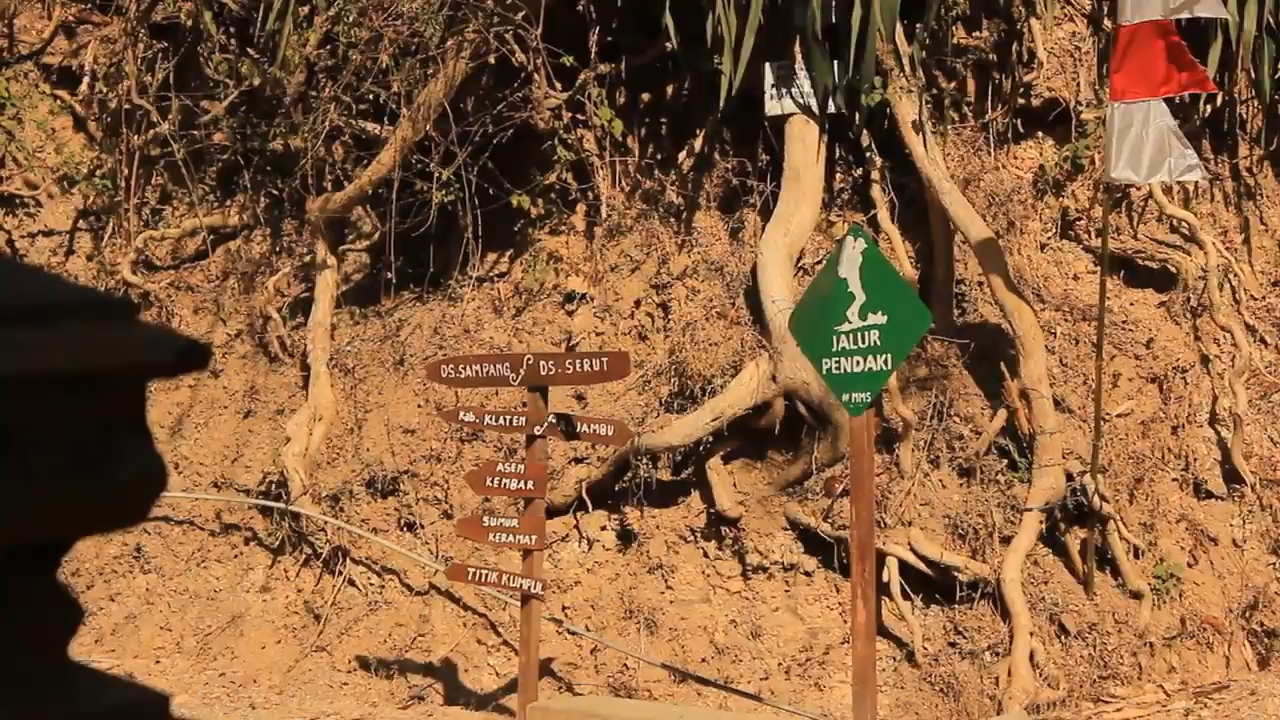 DS.SAMPANG DS. SERUT
Kab. KLATEN JAMBU
ASEM
KEMBAR
SUMUR
KERAMAT
TITIK KUMPUL
JALUR
PENDAKI
#MMS